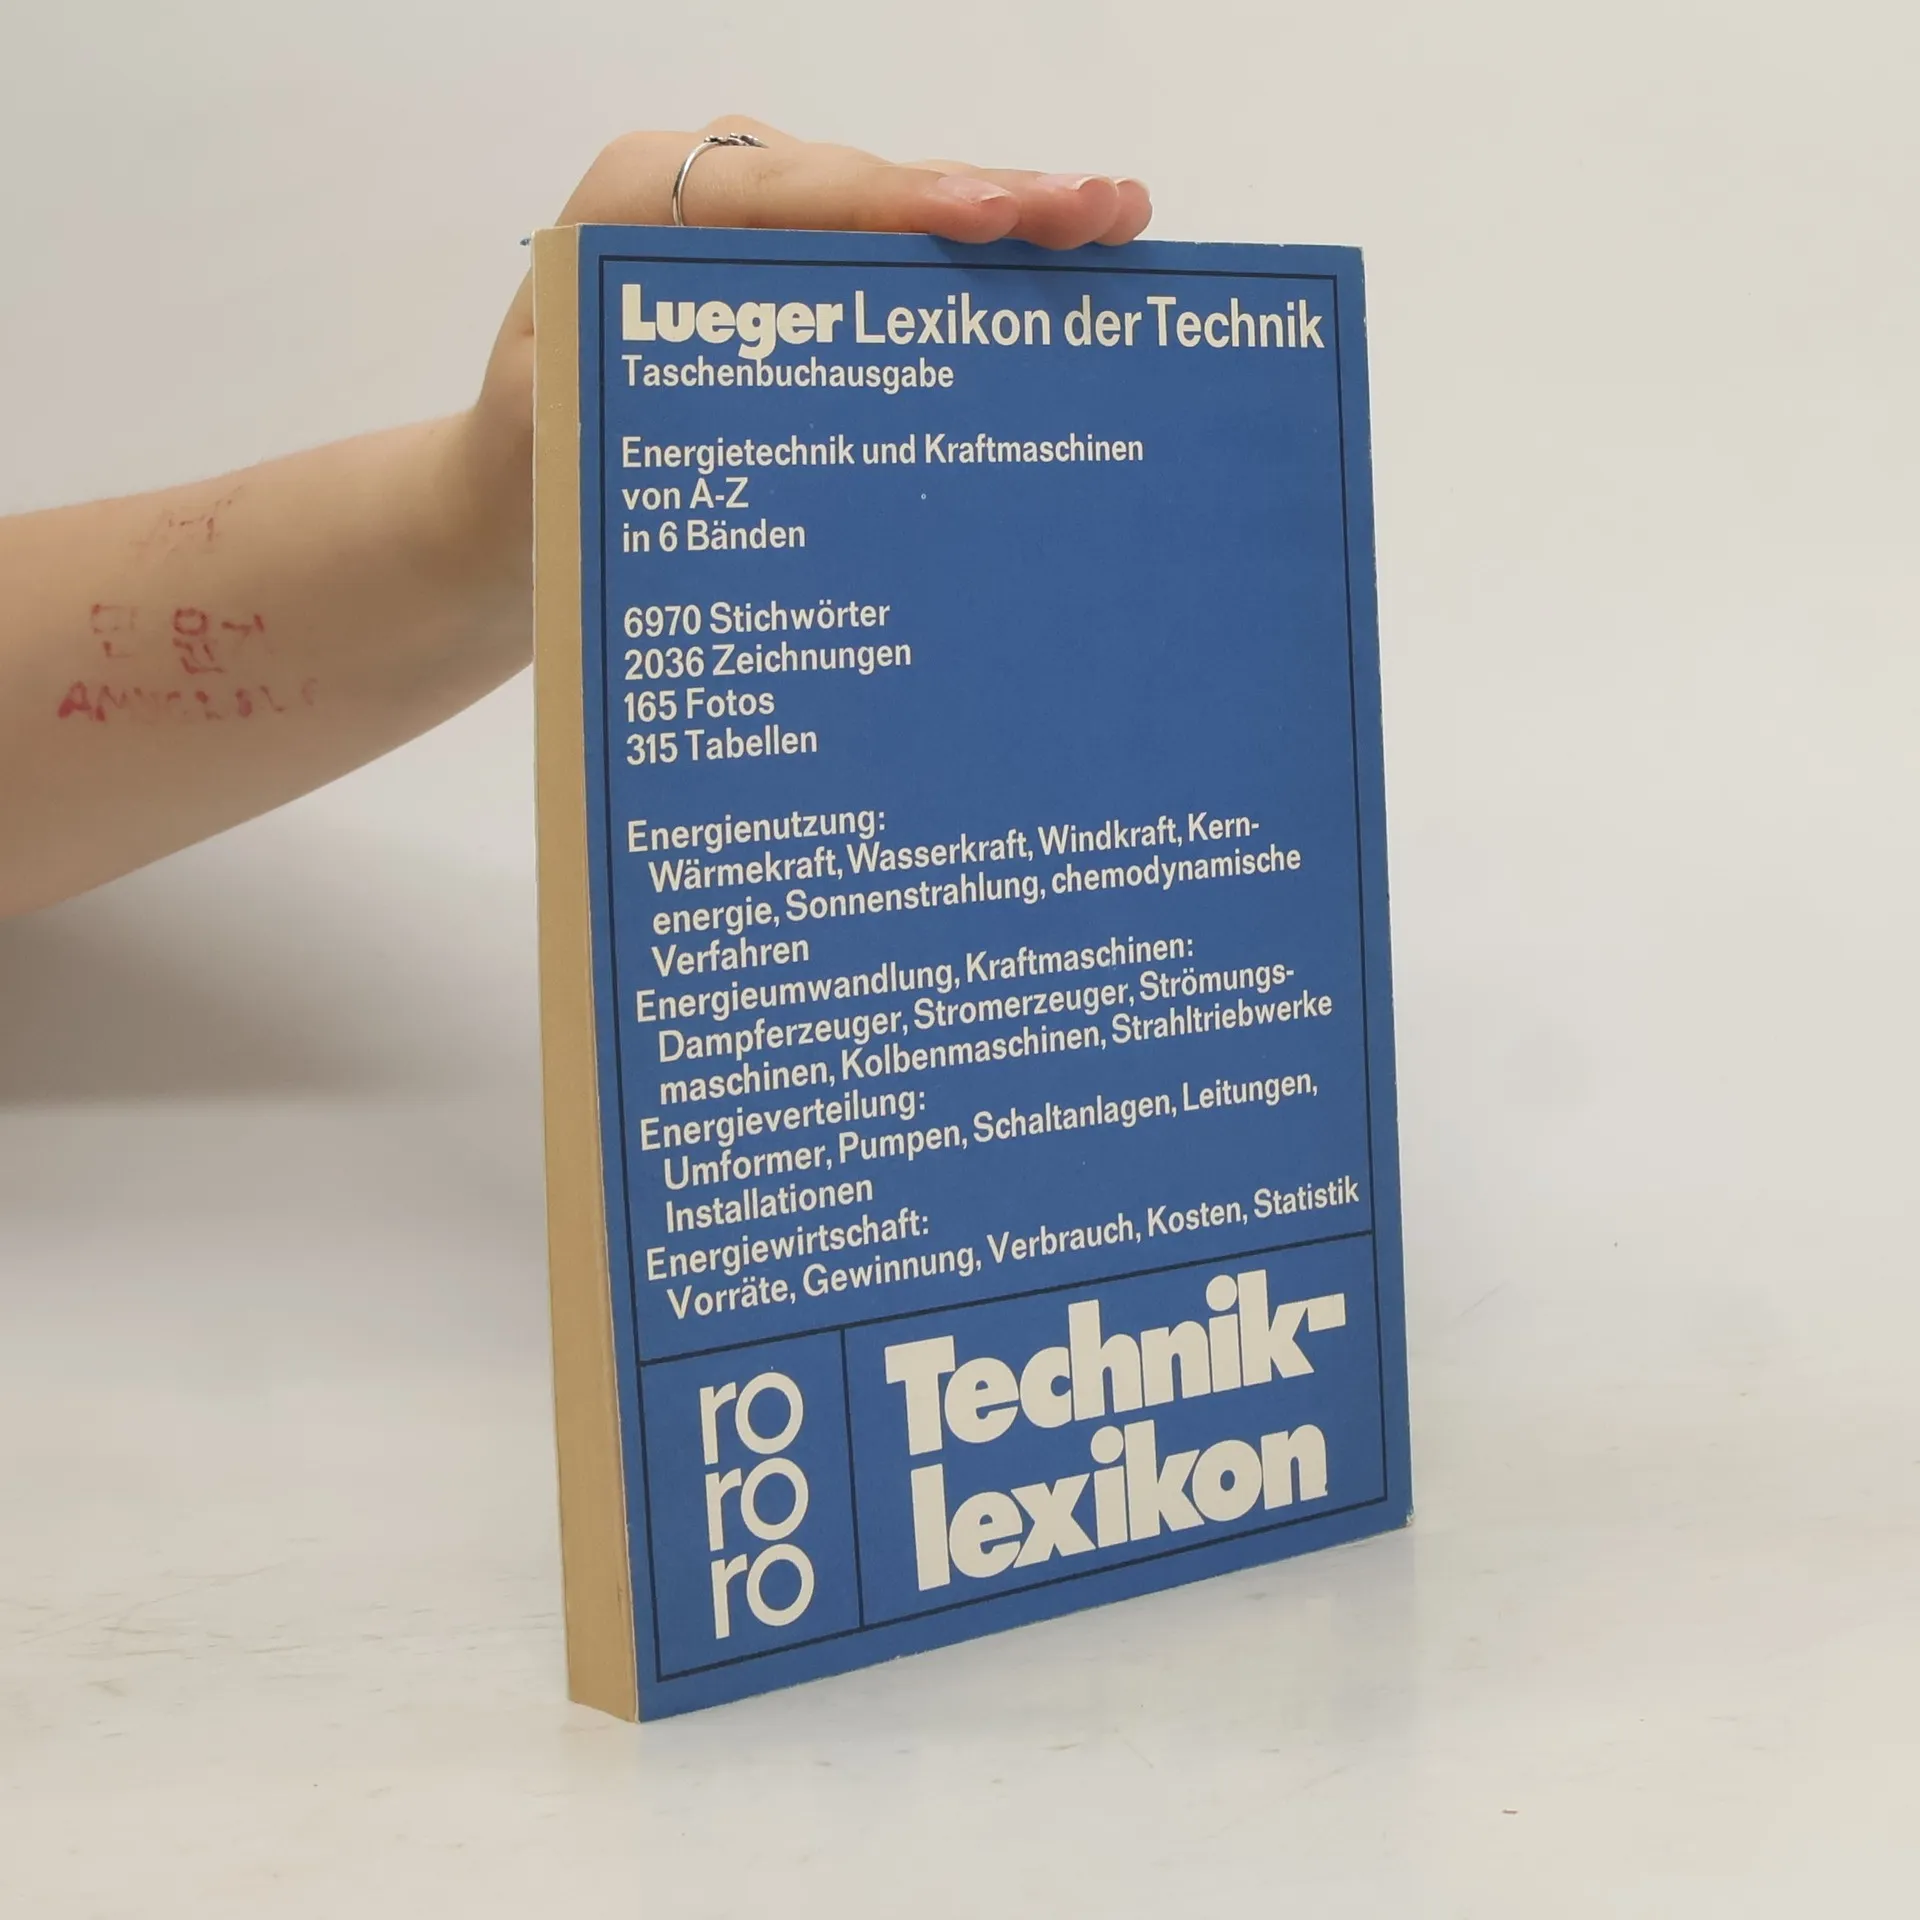 Lueger Lexikon der Technik
Taschenbuchausgabe
Energietechnik und Kraftmaschinen
von A-Z
in 6 Bänden
6970 Stichwörter
2036 Zeichnungen
165 Fotos
315 Tabellen
Energienutzung:
Wärmekraft, Wasserkraft, Windkraft, Kern-
energie, Sonnenstrahlung, chemodynamische
Verfahren
Energieumwandlung, Kraftmaschinen:
Dampferzeuger, Stromerzeuger, Strömungs-
maschinen, Kolbenmaschinen, Strahltriebwerke
Energieverteilung:
Umformer, Pumpen, Schaltanlagen, Leitungen,
Installationen
Energiewirtschaft:
Vorräte, Gewinnung, Verbrauch, Kosten, Statistik
ro
ro
ro
Technik-
lexikon